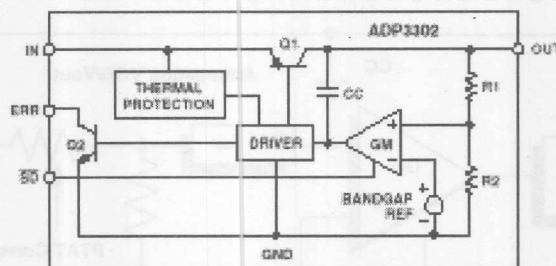 ADP3302
IN
Q1
OUT
THERMAL
PROTECTION
CC
R1
ERR
Q2
DRIVER
GM
+
−
SD
R2
BANDGAP
REF
+
−
GND